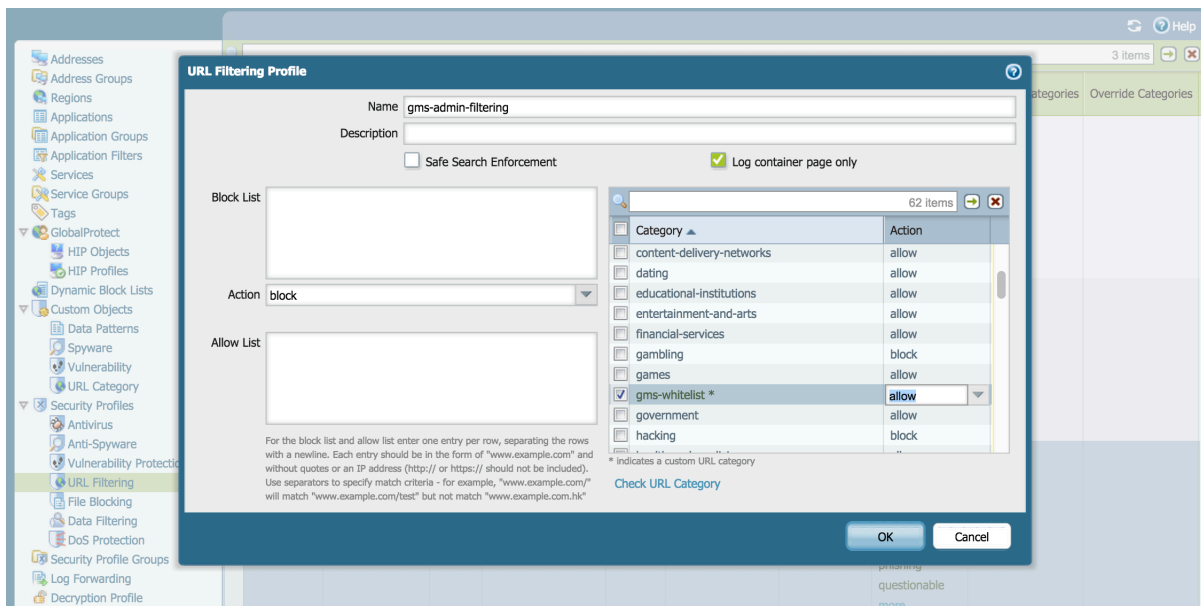 Help
3 items
Categories Override Categories
Addresses
Address Groups
Regions
Applications
Application Groups
Application Filters
Services
Service Groups
Tags
GlobalProtect
HIP Objects
HIP Profiles
Dynamic Block Lists
Custom Objects
Data Patterns
Spyware
Vulnerability
URL Category
Security Profiles
Antivirus
Anti-Spyware
Vulnerability Protectio
URL Filtering
File Blocking
Data Filtering
DoS Protection
Security Profile Groups
Log Forwarding
Decryption Profile
URL Filtering Profile
Name gms-admin-filtering
Description
Safe Search Enforcement Log container page only
Block List
Action block
Allow List
For the block list and allow list enter one entry per row, separating the rows
with a newline. Each entry should be in the form of "www.example.com" and
without quotes or an IP address (http:// or https:// should not be included).
Use separators to specify match criteria - for example, "www.example.com/"
will match "www.example.com/test" but not match "www.example.com.hk"
62 items
Category Action
content-delivery-networks allow
dating allow
educational-institutions allow
entertainment-and-arts allow
financial-services allow
gambling block
games allow
gms-whitelist * allow
government allow
hacking block
* indicates a custom URL category
Check URL Category
OK Cancel
phishing
questionable
more